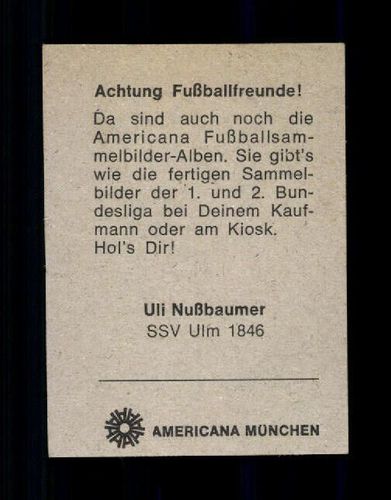 Achtung Fußballfreunde!
Da sind auch noch die
Americana Fußballsam-
melbilder-Alben. Sie gibt's
wie die fertigen Sammel-
bilder der 1. und 2. Bun-
desliga bei Deinem Kauf-
mann oder am Kiosk.
Hol's Dir!
Uli Nußbaumer
SSV Ulm 1846
AMERICANA MÜNCHEN